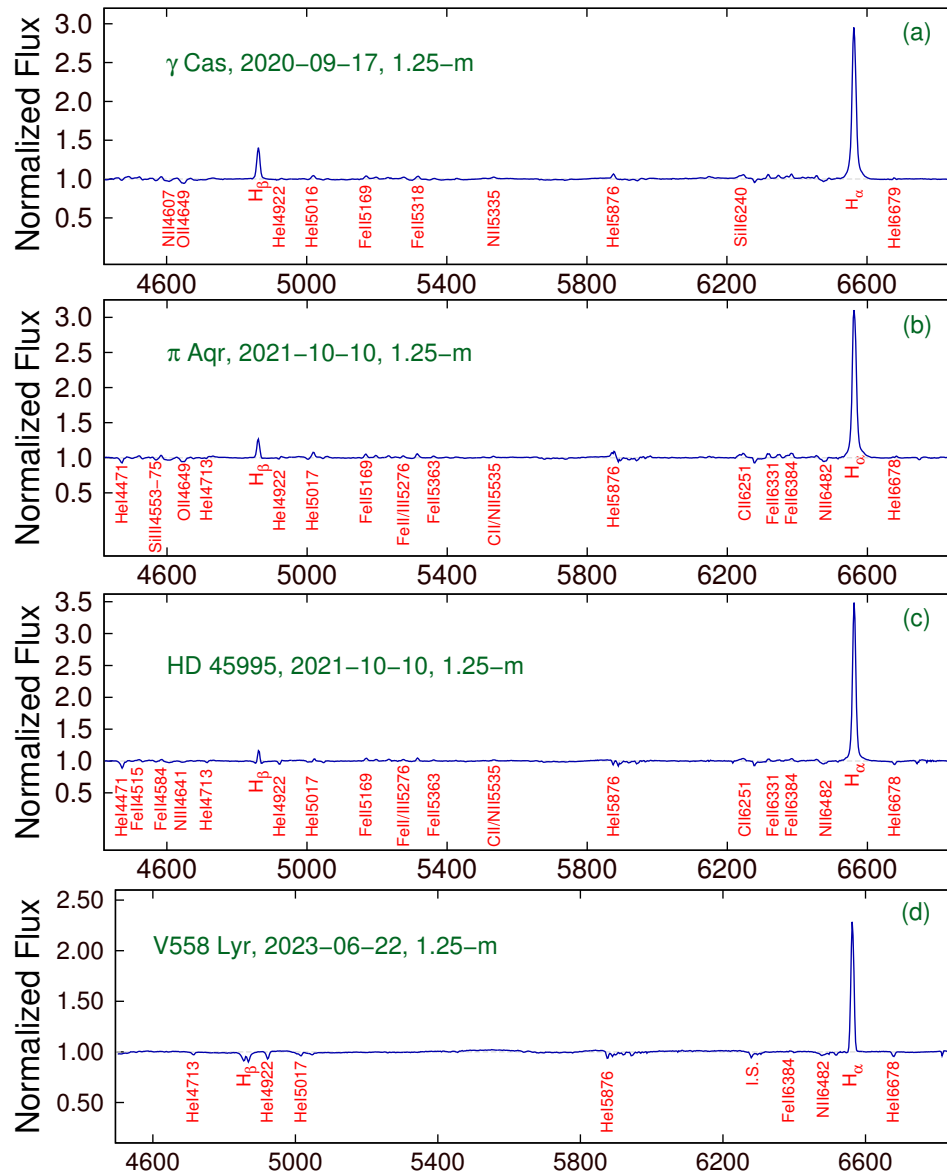 Normalized Flux
3.0
2.5
2.0
1.5
1.0
0.5
(a)
γ Cas, 2020−09−17, 1.25−m
NII4607
OII4649
Hβ
HeI4922
HeI5016
FeII5169
FeII5318
NII5335
HeI5876
SiII6240
Hα
HeI6679
4600 5000 5400 5800 6200 6600
Normalized Flux
3.0
2.5
2.0
1.5
1.0
0.5
(b)
π Aqr, 2021−10−10, 1.25−m
HeI4471
SiIII4553−75
OII4649
HeI4713
Hβ
HeI4922
HeI5017
FeII5169
FeII/III5276
FeII5363
CII/NII5535
HeI5876
CII6251
FeII6331
FeII6384
NII6482
Hα
HeI6678
4600 5000 5400 5800 6200 6600
Normalized Flux
3.5
3.0
2.5
2.0
1.5
1.0
0.5
(c)
HD 45995, 2021−10−10, 1.25−m
HeI4471
FeII4515
FeII4584
NIII4641
HeI4713
Hβ
HeI4922
HeI5017
FeII5169
FeII/III5276
FeII5363
CII/NII5535
HeI5876
CII6251
FeII6331
FeII6384
NII6482
Hα
HeI6678
4600 5000 5400 5800 6200 6600
Normalized Flux
2.50
2.00
1.50
1.00
0.50
(d)
V558 Lyr, 2023−06−22, 1.25−m
HeI4713
Hβ
HeI4922
HeI5017
HeI5876
I.S.
FeII6384
NII6482
Hα
HeI6678
4600 5000 5400 5800 6200 6600